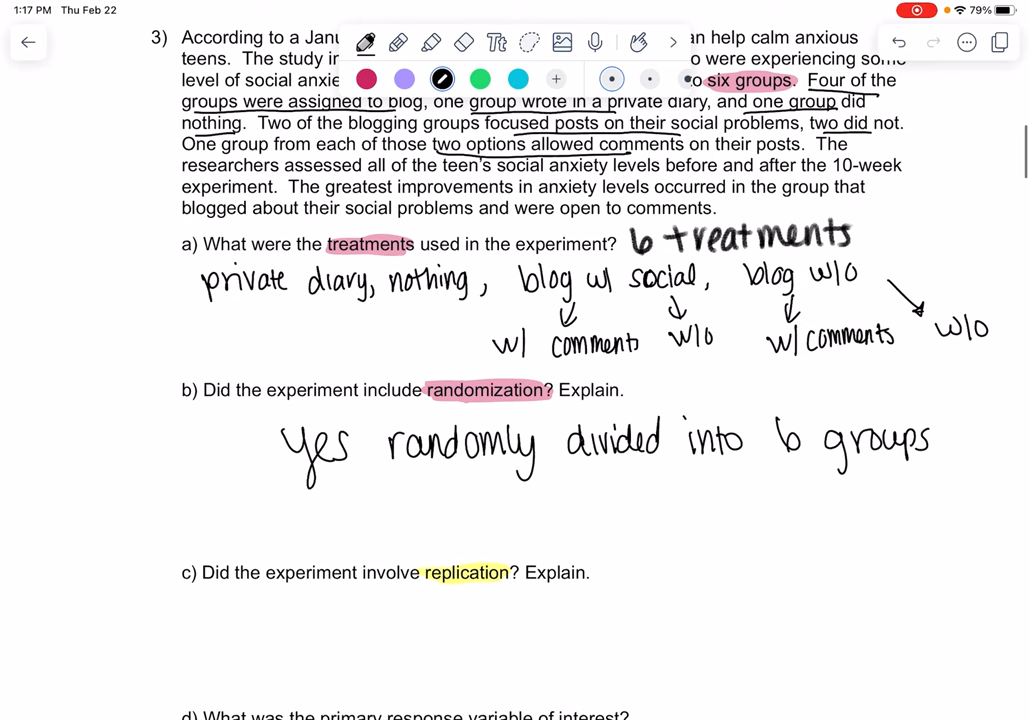 1:17 PM Thu Feb 22
79%
3) According to a Janu an help calm anxious
teens. The study in o were experiencing some
level of social anxie o six groups. Four of the
groups were assigned to blog, one group wrote in a private diary, and one group did
nothing. Two of the blogging groups focused posts on their social problems, two did not.
One group from each of those two options allowed comments on their posts. The
researchers assessed all of the teen's social anxiety levels before and after the 10-week
experiment. The greatest improvements in anxiety levels occurred in the group that
blogged about their social problems and were open to comments.
a) What were the treatments used in the experiment? 6 treatments
private diary, nothing, blog w/ social, blog w/o
w/ comments w/o w/ comments w/o
b) Did the experiment include randomization? Explain.
yes randomly divided into 6 groups
c) Did the experiment involve replication? Explain.
d) What was the primary response variable of interest?